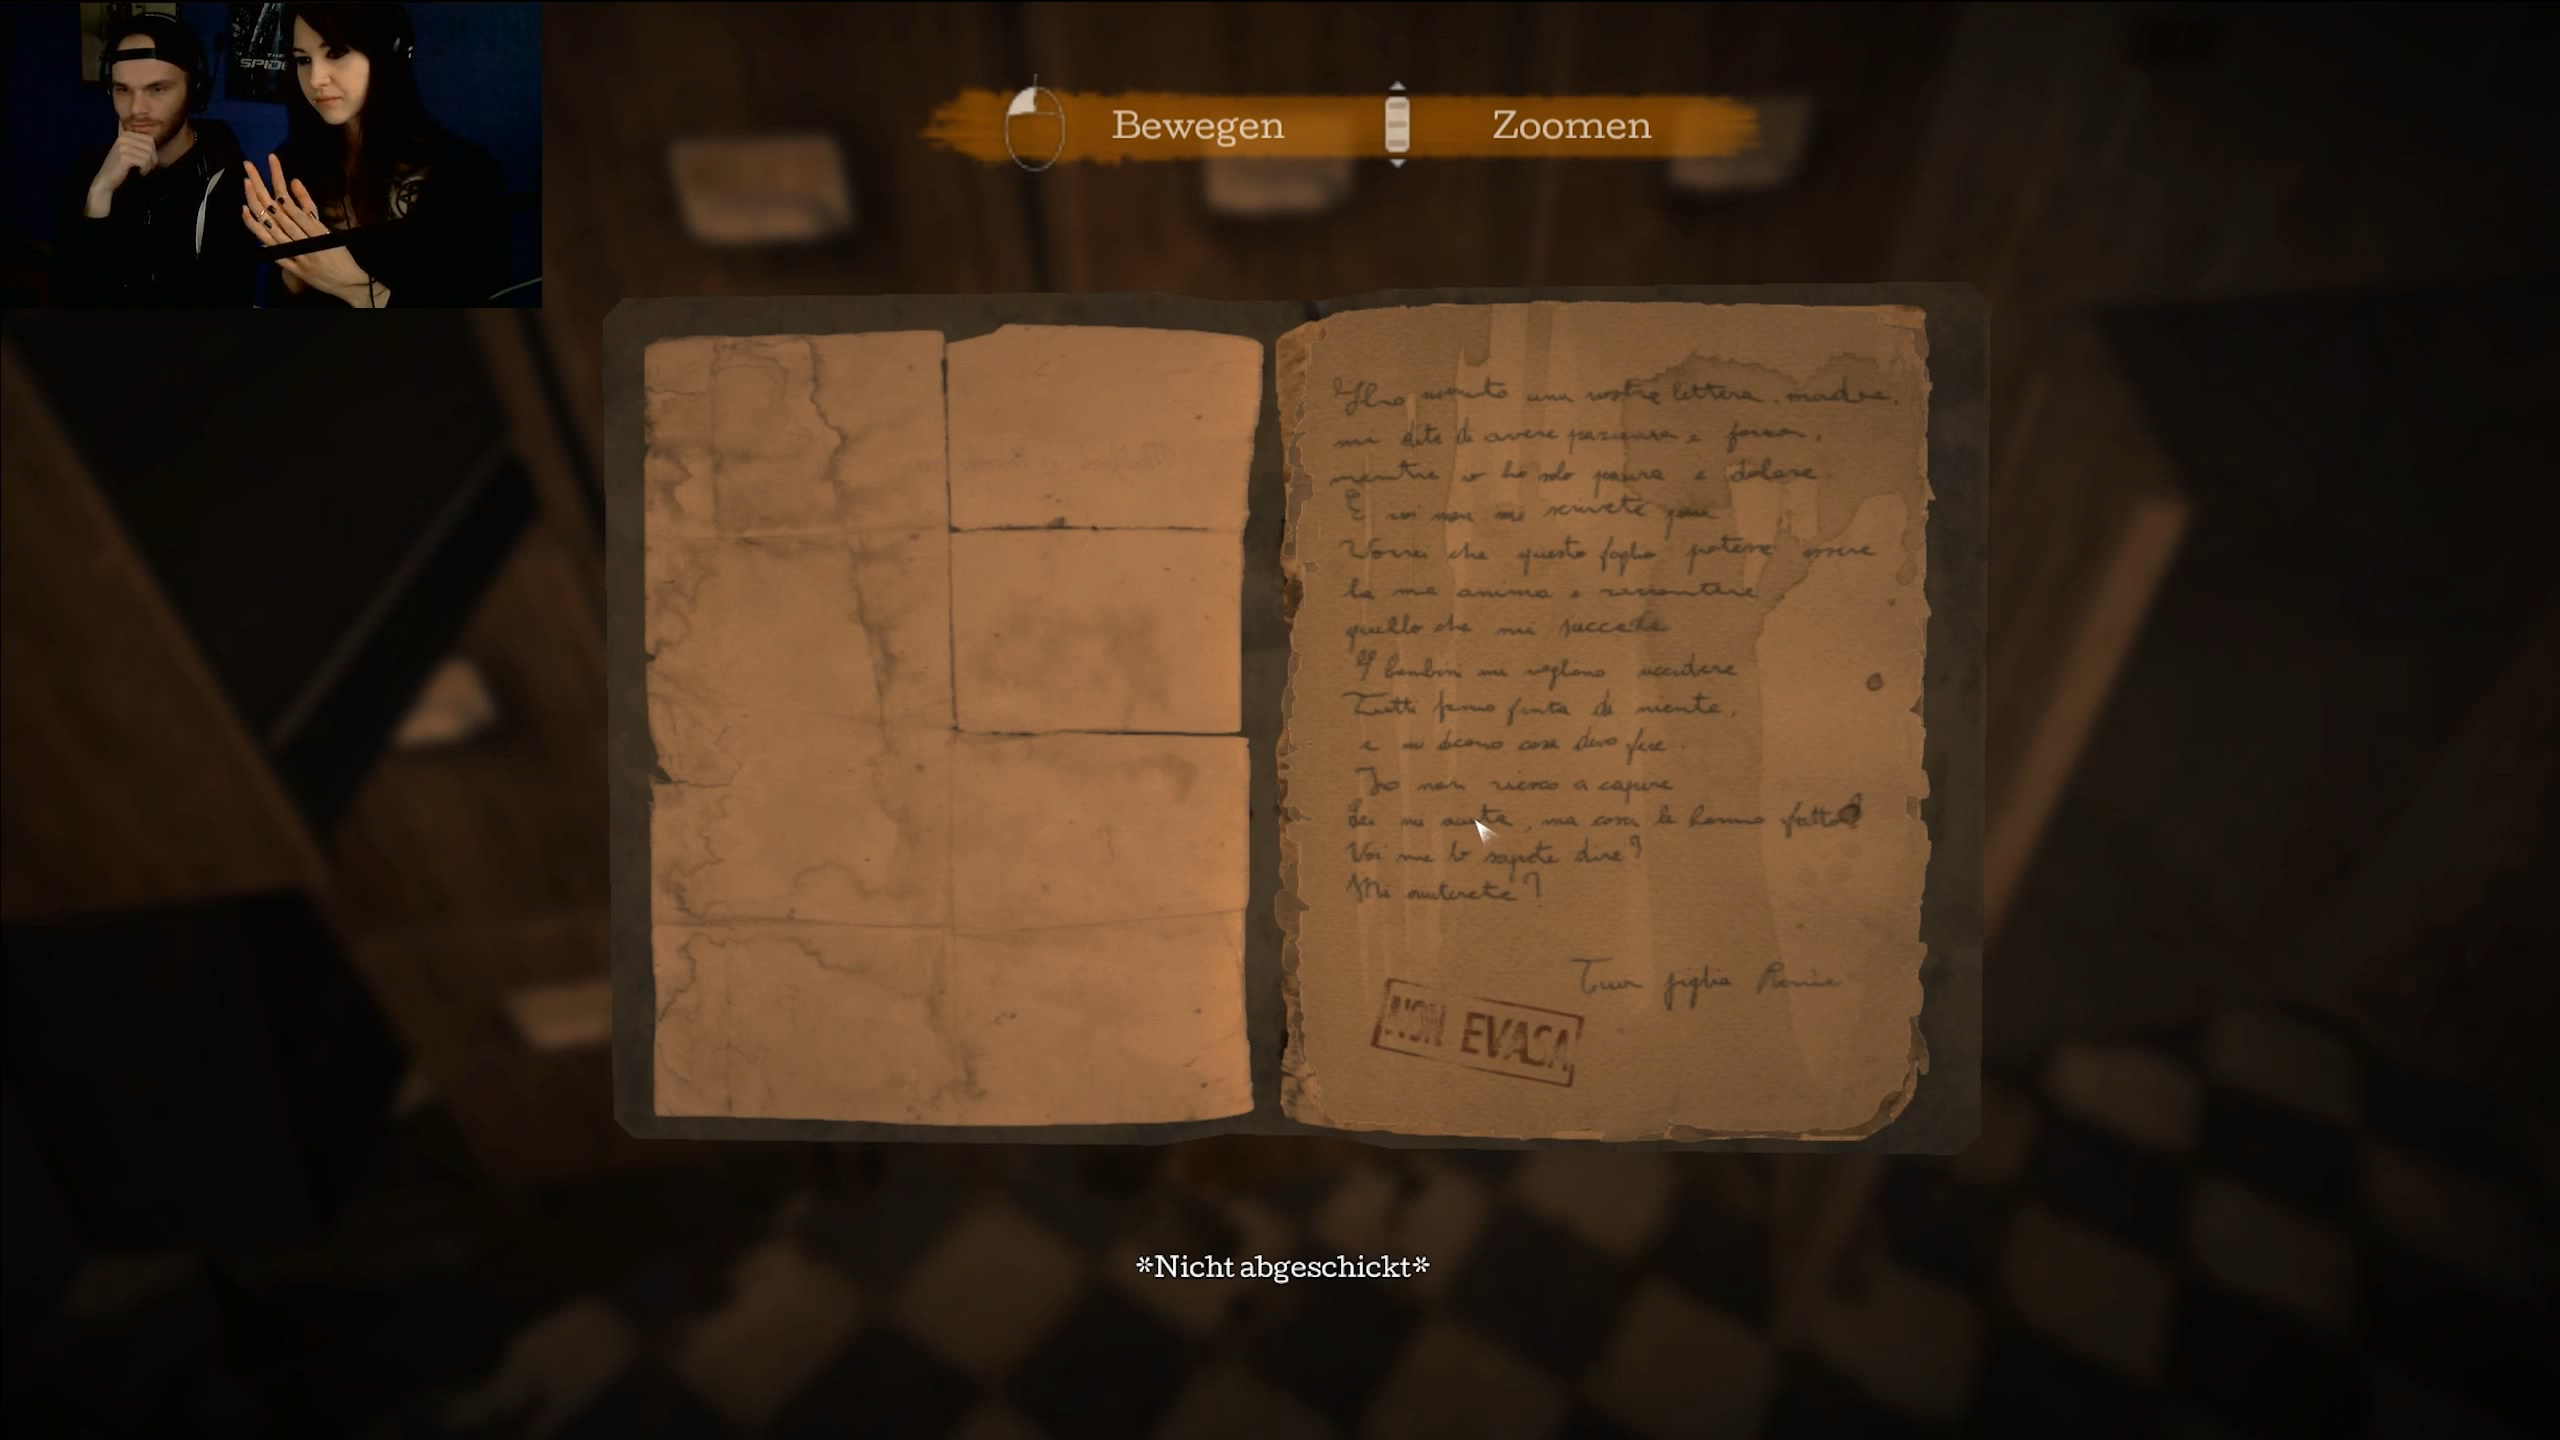 SPIDE
Bewegen
Zoomen
Ho ricevuto una vostra lettera, madre,
mi dite di avere pazienza e forza,
mentre io ho solo paura e dolore.
E voi non mi scrivete
Vorrei che questo foglio potesse essere
la mia anima e raccontare
quello che mi succede
I bambini mi vogliono uccidere
Tutti fanno finta di niente,
e mi dicono cosa devo fare.
Io non riesco a capire
Lei mi aiuta, ma cosa le hanno fatto?
Voi me lo sapete dire?
Mi aiuterete?
Tua figlia Renée
NON EVASA
*Nicht abgeschickt*